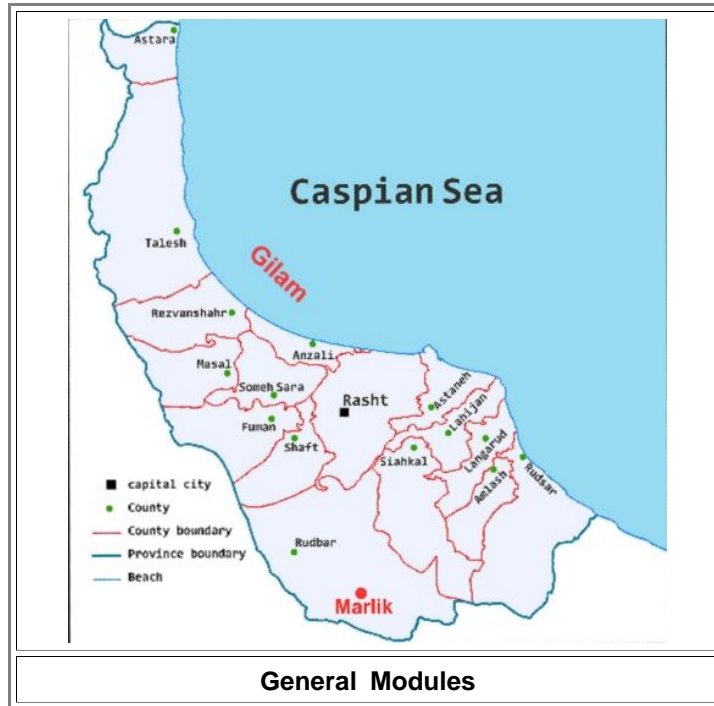 Astara
Caspian Sea
Talesh
Gilam
Rezvanshahr
Anzali
Masal
Someh Sara
Astaneh
Rasht
Lahijan
Fuman
Langarud
Shaft
Siahkal
Rudsar
Amlash
capital city
County
County boundary
Rudbar
Province boundary
Beach
Marlik
General Modules